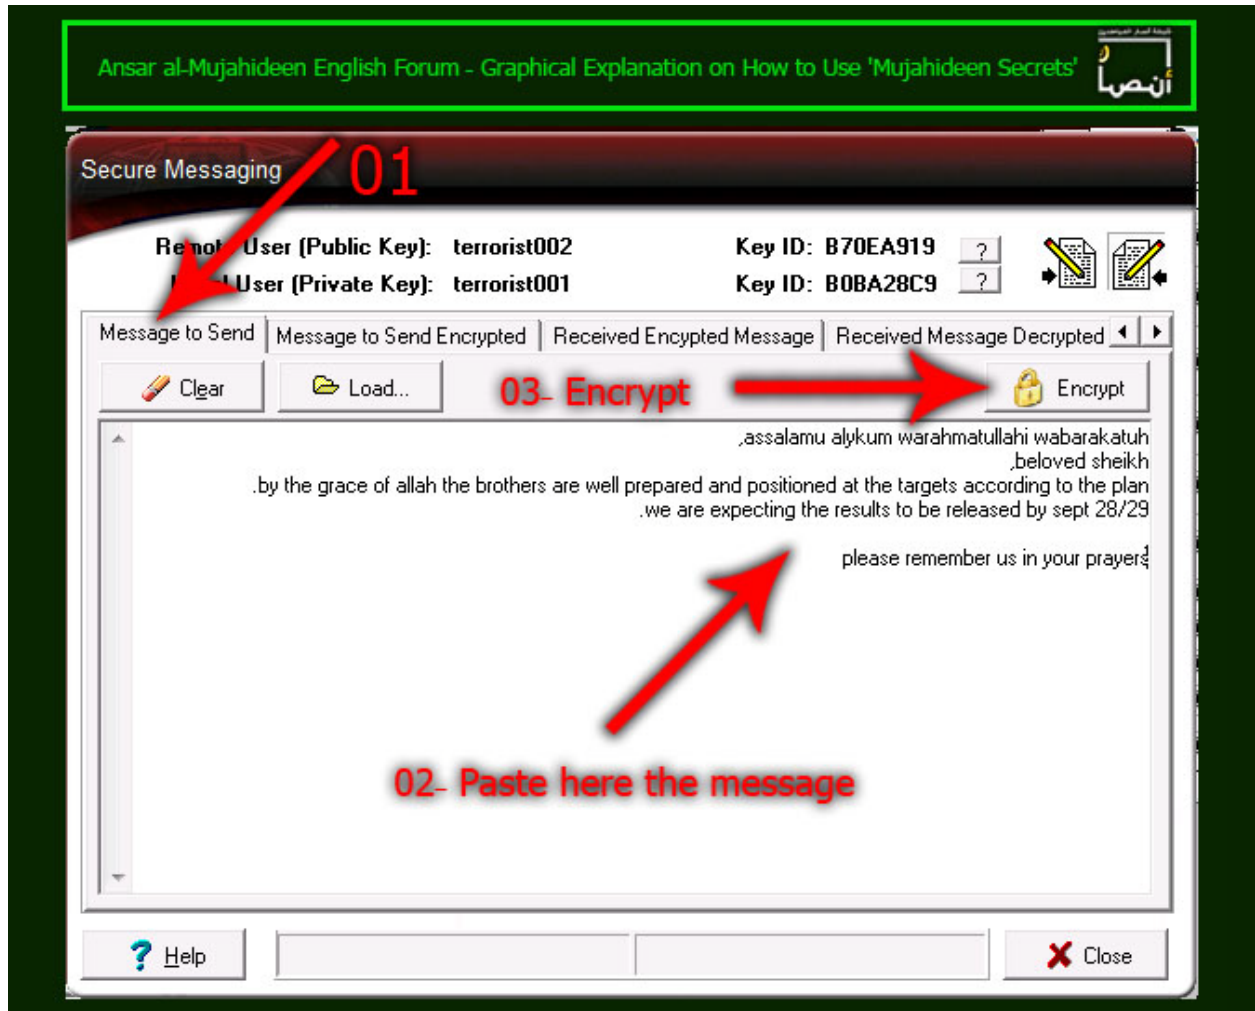 شبكة أنصار المجاهدين
أنصار
Ansar al-Mujahideen English Forum - Graphical Explanation on How to Use 'Mujahideen Secrets'
Secure Messaging
01
Remote User (Public Key): terrorist002 Key ID: B70EA919 ?
User (Private Key): terrorist001 Key ID: B0BA28C9 ?
Message to Send Message to Send Encrypted Received Encypted Message Received Message Decrypted
Clear Load... 03- Encrypt Encrypt
,assalamu alykum warahmatullahi wabarakatuh
,beloved sheikh
.by the grace of allah the brothers are well prepared and positioned at the targets according to the plan
.we are expecting the results to be released by sept 28/29
please remember us in your prayers
02- Paste here the message
? Help Close